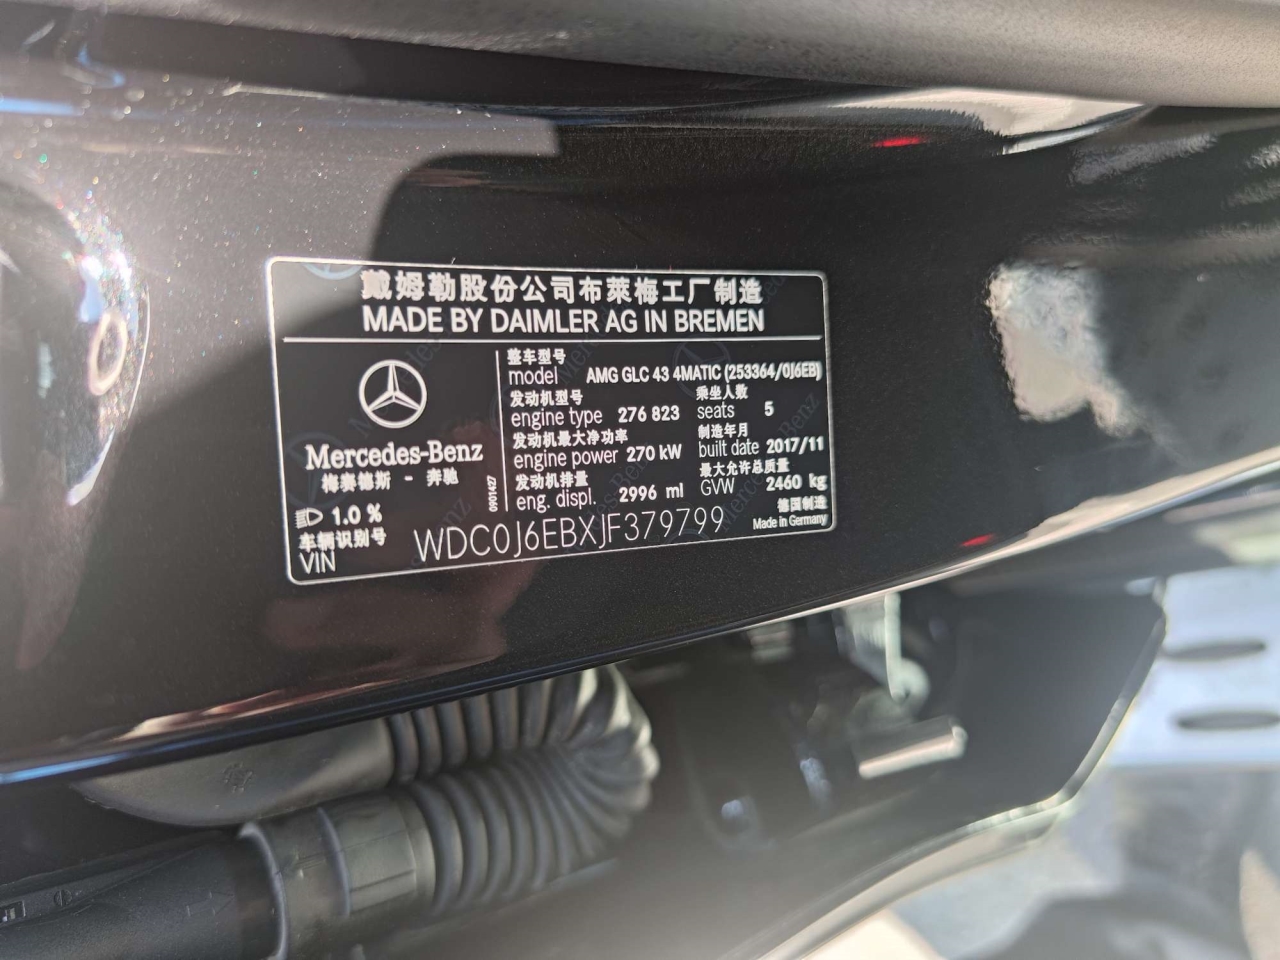 戴姆勒股份公司布莱梅工厂制造
MADE BY DAIMLER AG IN BREMEN
整车型号
model AMG GLC 43 4MATIC (253364/0J6EB)
发动机型号
engine type 276 823
乘坐人数
seats 5
发动机最大净功率
engine power 270 kW
制造年月
built date 2017/11
发动机排量
eng. displ. 2996 ml
最大允许总质量
GVW 2460 kg
Mercedes-Benz
梅赛德斯 - 奔驰
0901427
1.0 %
德国制造
Made in Germany
车辆识别号
VIN WDC0J6EBXJF379799